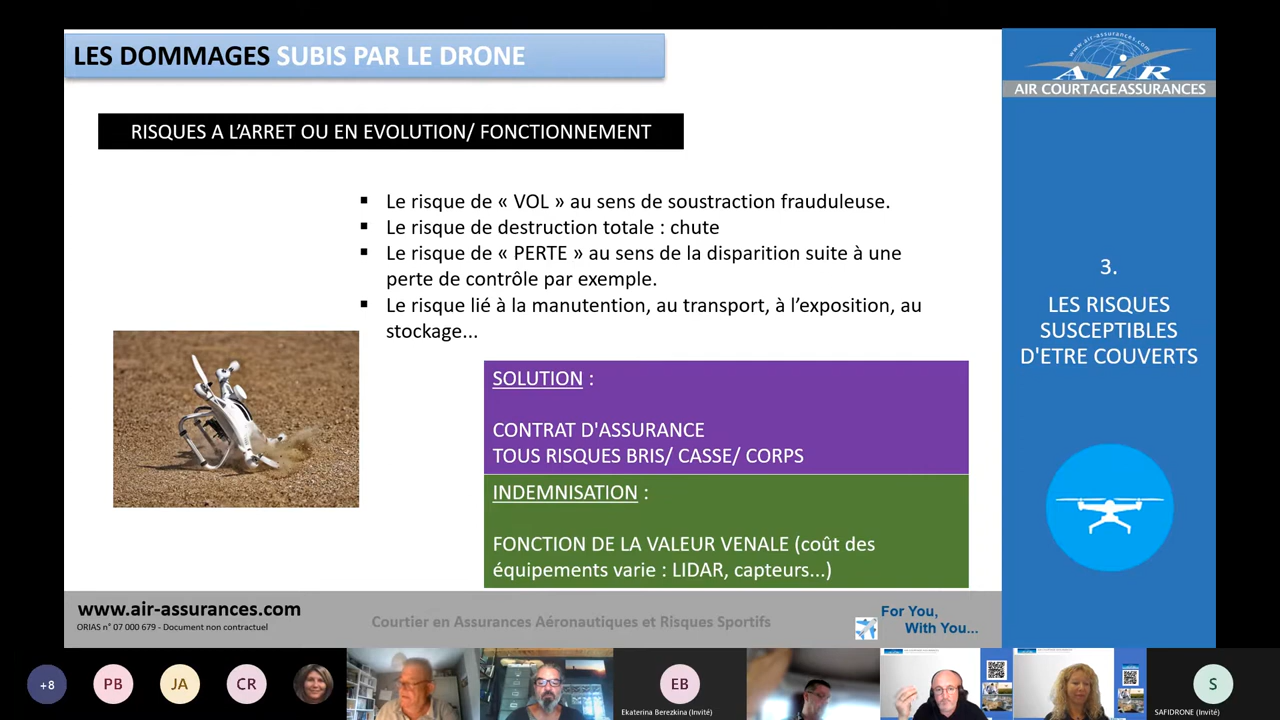 LES DOMMAGES SUBIS PAR LE DRONE
www.air-assurances.com
AIR
AIR COURTAGEASSURANCES
RISQUES A L’ARRET OU EN EVOLUTION/ FONCTIONNEMENT
▪ Le risque de « VOL » au sens de soustraction frauduleuse.
▪ Le risque de destruction totale : chute
▪ Le risque de « PERTE » au sens de la disparition suite à une
perte de contrôle par exemple.
▪ Le risque lié à la manutention, au transport, à l’exposition, au
stockage...
3.
LES RISQUES
SUSCEPTIBLES
D'ETRE COUVERTS
SOLUTION :
CONTRAT D'ASSURANCE
TOUS RISQUES BRIS/ CASSE/ CORPS
INDEMNISATION :
FONCTION DE LA VALEUR VENALE (coût des
équipements varie : LIDAR, capteurs...)
www.air-assurances.com
ORIAS n° 07 000 679 - Document non contractuel
Courtier en Assurances Aéronautiques et Risques Sportifs
For You,
With You...
+8
PB
JA
CR
EB
Ekaterina Berezkina (Invité)
S
SAFIDRONE (Invité)